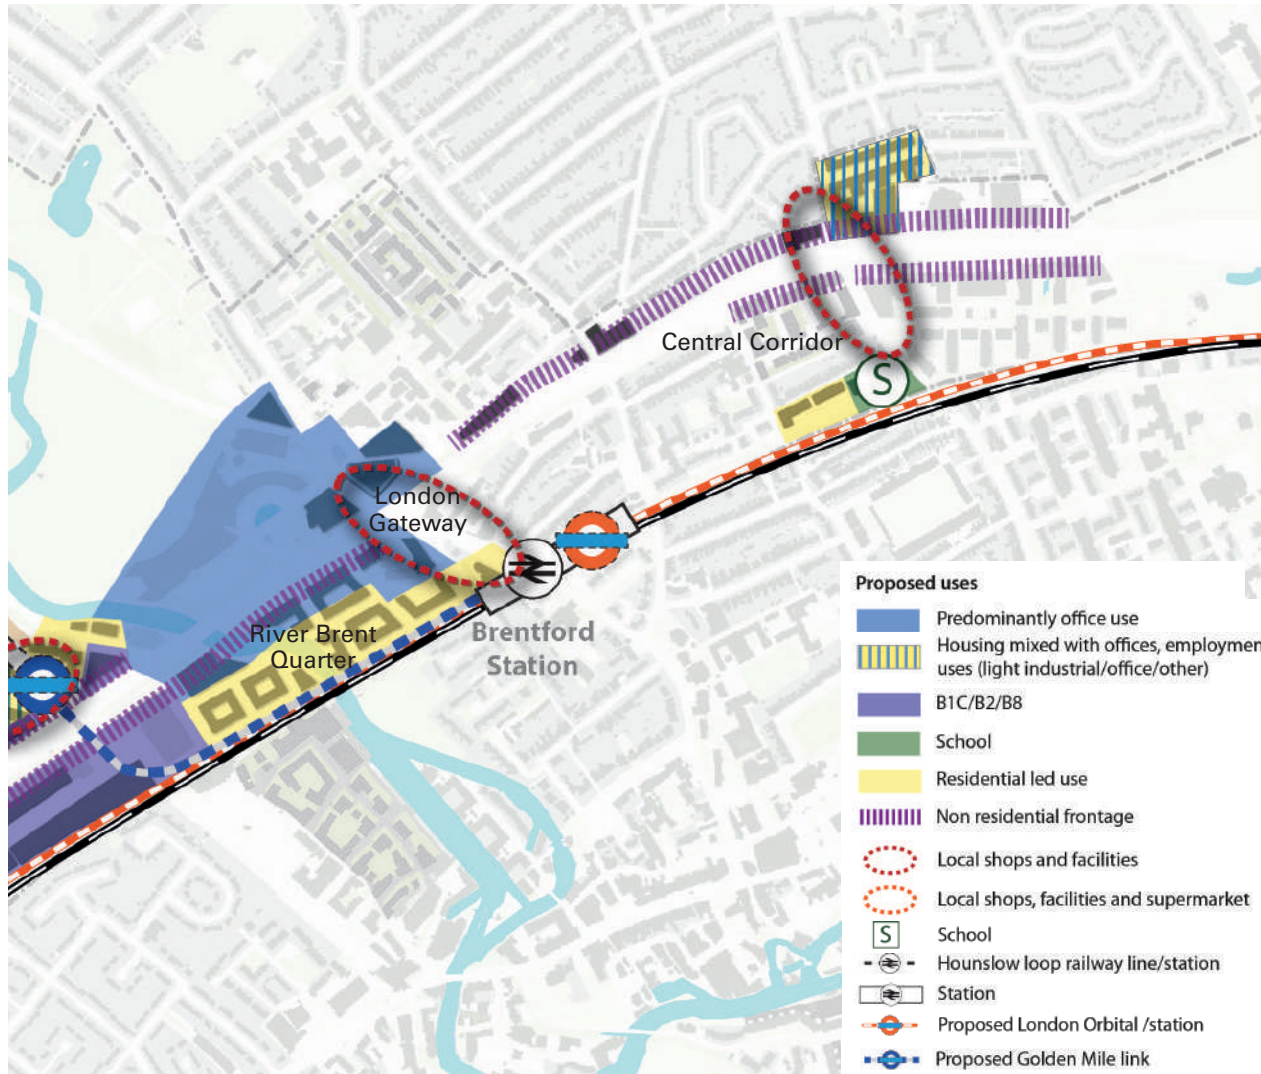 Central Corridor
S
London
Gateway
River Brent
Quarter
Brentford
Station
Proposed uses
Predominantly office use
Housing mixed with offices, employmen
uses (light industrial/office/other)
B1C/B2/B8
School
Residential led use
Non residential frontage
Local shops and facilities
Local shops, facilities and supermarket
S
School
Hounslow loop railway line/station
Station
Proposed London Orbital /station
Proposed Golden Mile link